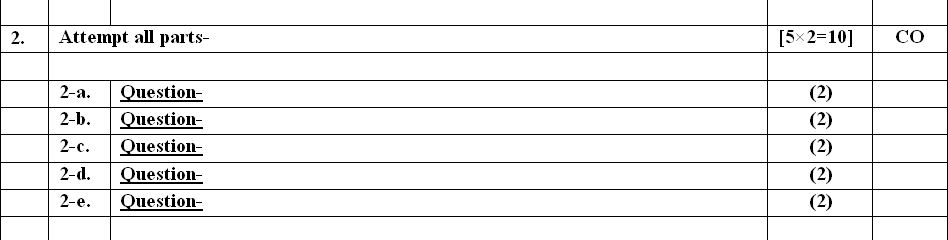 2. Attempt all parts- [5×2=10] CO
2-a. Question- (2)
2-b. Question- (2)
2-c. Question- (2)
2-d. Question- (2)
2-e. Question- (2)